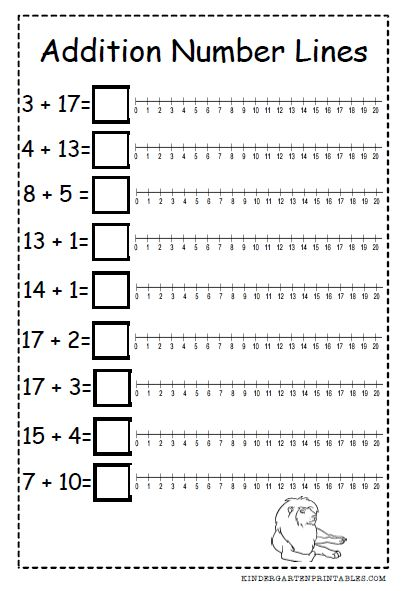 Addition Number Lines
3 + 17=
0 1 2 3 4 5 6 7 8 9 10 11 12 13 14 15 16 17 18 19 20
4 + 13=
0 1 2 3 4 5 6 7 8 9 10 11 12 13 14 15 16 17 18 19 20
8 + 5 =
0 1 2 3 4 5 6 7 8 9 10 11 12 13 14 15 16 17 18 19 20
13 + 1=
0 1 2 3 4 5 6 7 8 9 10 11 12 13 14 15 16 17 18 19 20
14 + 1=
0 1 2 3 4 5 6 7 8 9 10 11 12 13 14 15 16 17 18 19 20
17 + 2=
0 1 2 3 4 5 6 7 8 9 10 11 12 13 14 15 16 17 18 19 20
17 + 3=
0 1 2 3 4 5 6 7 8 9 10 11 12 13 14 15 16 17 18 19 20
15 + 4=
0 1 2 3 4 5 6 7 8 9 10 11 12 13 14 15 16 17 18 19 20
7 + 10=
0 1 2 3 4 5 6 7 8 9 10 11 12 13 14 15 16 17 18 19 20
KINDERGARTENPRINTABLES.COM